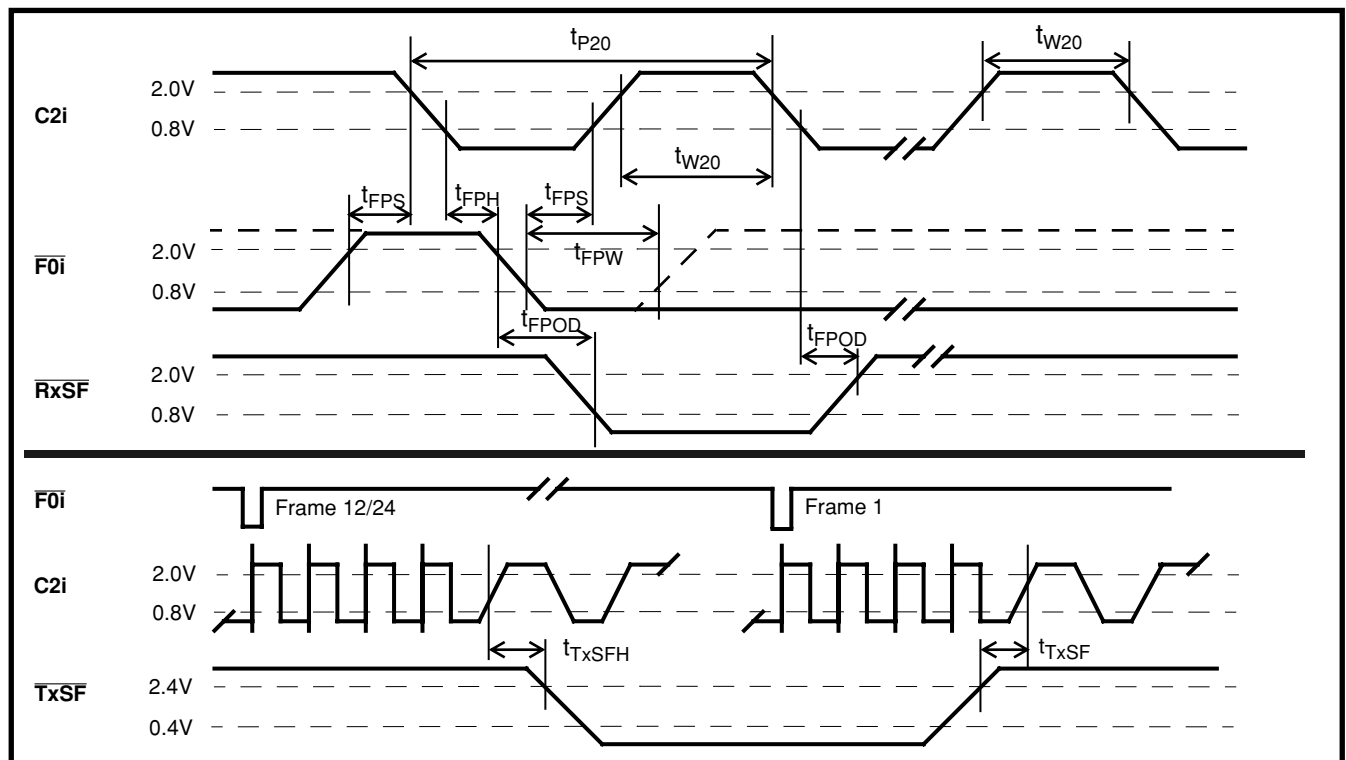 tP20
tW20
2.0V
C2i
0.8V
tW20
tFPS
tFPH
tFPS
2.0V
tFPW
F0i
0.8V
tFPOD
tFPOD
2.0V
RxSF
0.8V
F0i
Frame 12/24
Frame 1
C2i
2.0V
0.8V
tTxSFH
tTxSF
TxSF
2.4V
0.4V